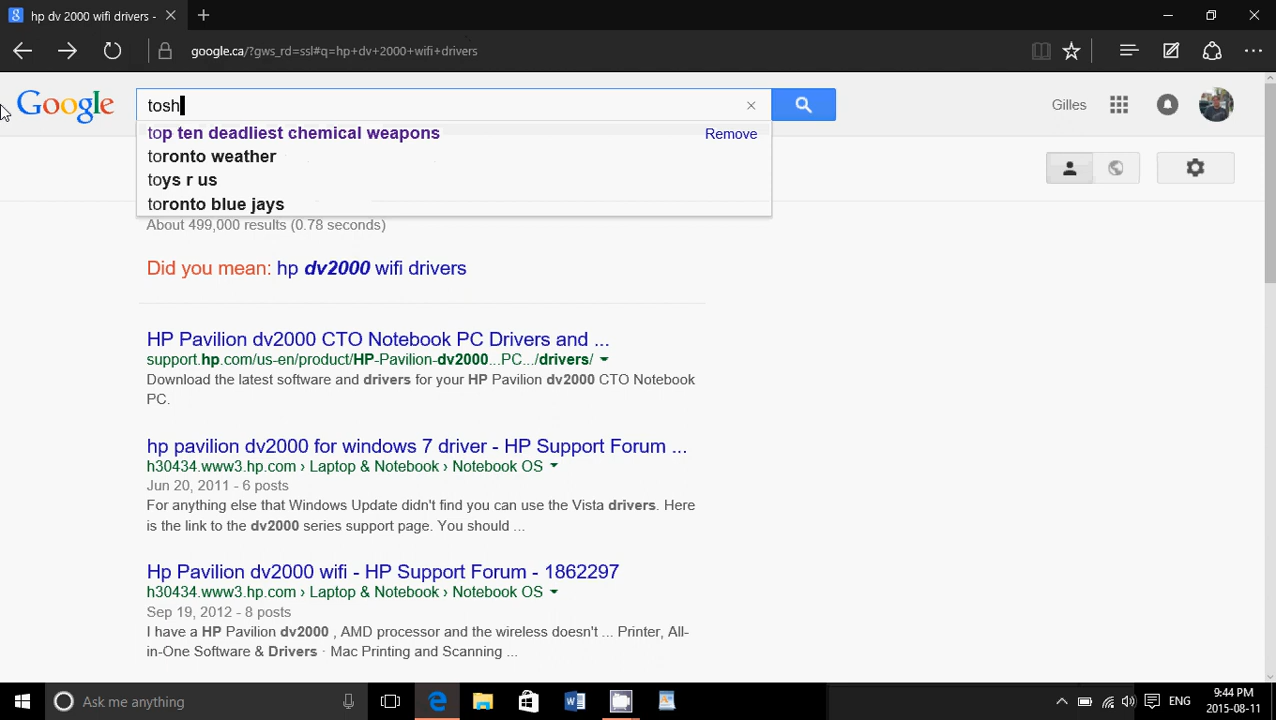 hp dv 2000 wifi drivers -
google.ca/?gws_rd=ssl#q=hp+dv+2000+wifi+drivers
Google
tosh
Gilles
top ten deadliest chemical weapons
Remove
toronto weather
toys r us
toronto blue jays
About 499,000 results (0.78 seconds)
Did you mean: hp dv2000 wifi drivers
HP Pavilion dv2000 CTO Notebook PC Drivers and ...
support.hp.com/us-en/product/HP-Pavilion-dv2000...PC.../drivers/
Download the latest software and drivers for your HP Pavilion dv2000 CTO Notebook
PC.
hp pavilion dv2000 for windows 7 driver - HP Support Forum ...
h30434.www3.hp.com › Laptop & Notebook › Notebook OS
Jun 20, 2011 - 6 posts
For anything else that Windows Update didn't find you can use the Vista drivers. Here
is the link to the dv2000 series support page. You should ...
Hp Pavilion dv2000 wifi - HP Support Forum - 1862297
h30434.www3.hp.com › Laptop & Notebook › Notebook OS
Sep 19, 2012 - 8 posts
I have a HP Pavilion dv2000 , AMD processor and the wireless doesn't ... Printer, All-
in-One Software & Drivers · Mac Printing and Scanning ...
Ask me anything
ENG
9:44 PM
2015-08-11